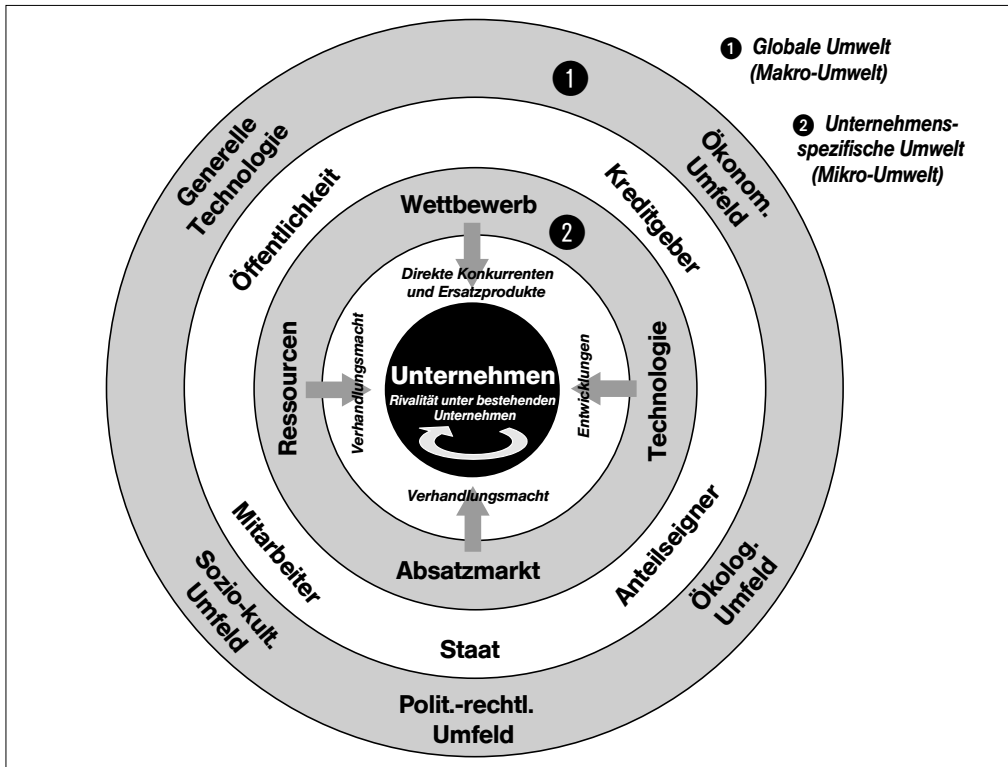 1 Globale Umwelt
(Makro-Umwelt)
2 Unternehmens-
spezifische Umwelt
(Mikro-Umwelt)
1
Generelle
Technologie
Ökonom.
Umfeld
Öffentlichkeit
Kreditgeber
Wettbewerb
2
Direkte Konkurrenten
und Ersatzprodukte
Ressourcen
Verhandlungsmacht
Unternehmen
Rivalität unter bestehenden
Unternehmen
Entwicklungen
Technologie
Verhandlungsmacht
Absatzmarkt
Mitarbeiter
Anteilseigner
Staat
Sozio-kult.
Umfeld
Ökolog.
Umfeld
Polit.-rechtl.
Umfeld